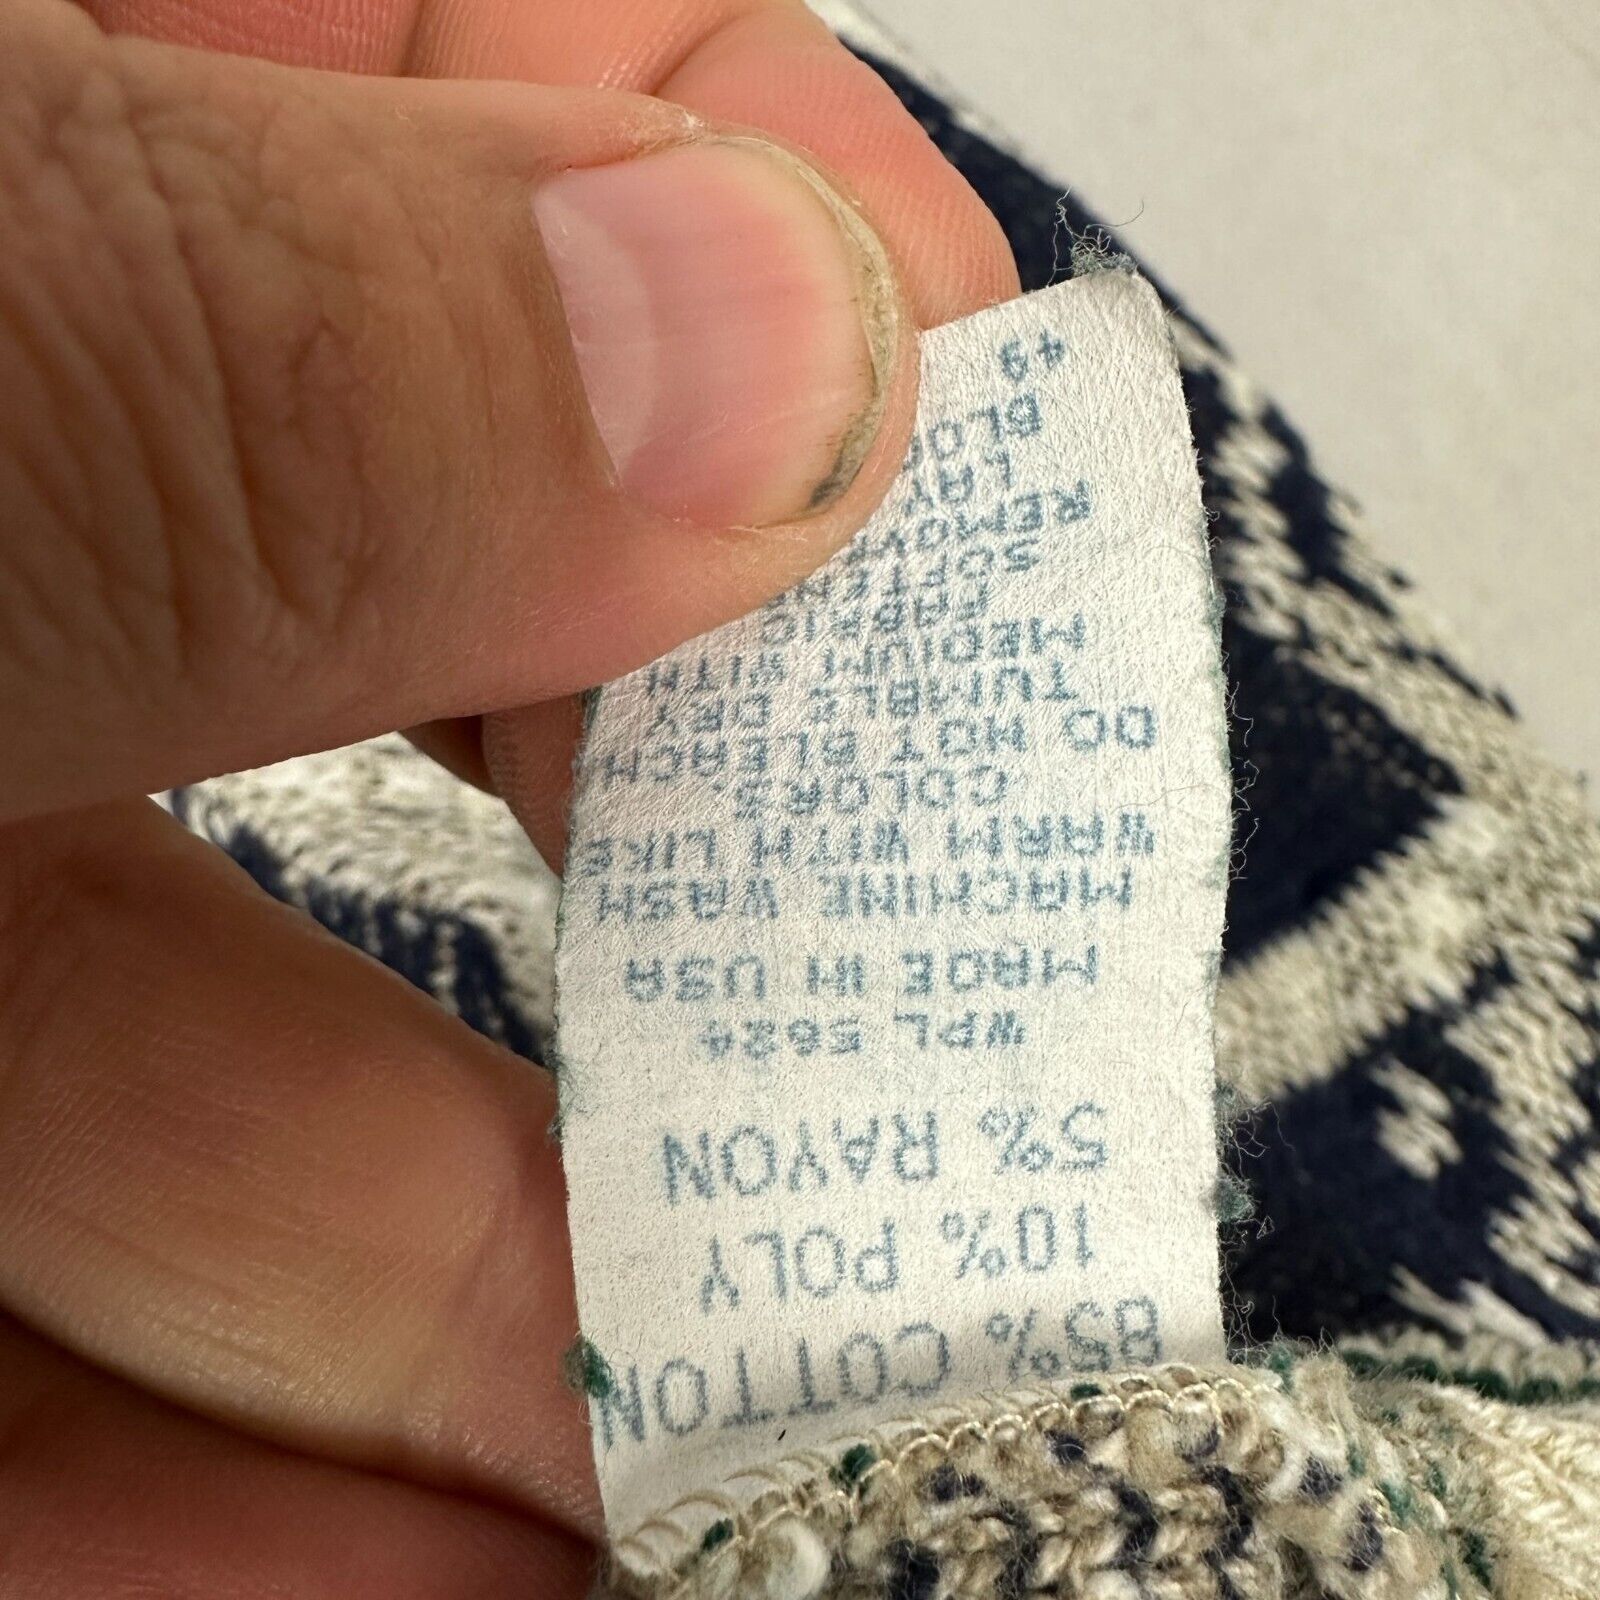 85% COTTON
10% POLY
5% RAYON
WPL 5624
MADE IN USA
MACHINE WASH
WARM WITH LIKE
COLORS.
DO NOT BLEACH
TUMBLE DRY
MEDIUM WITH
FABRIC